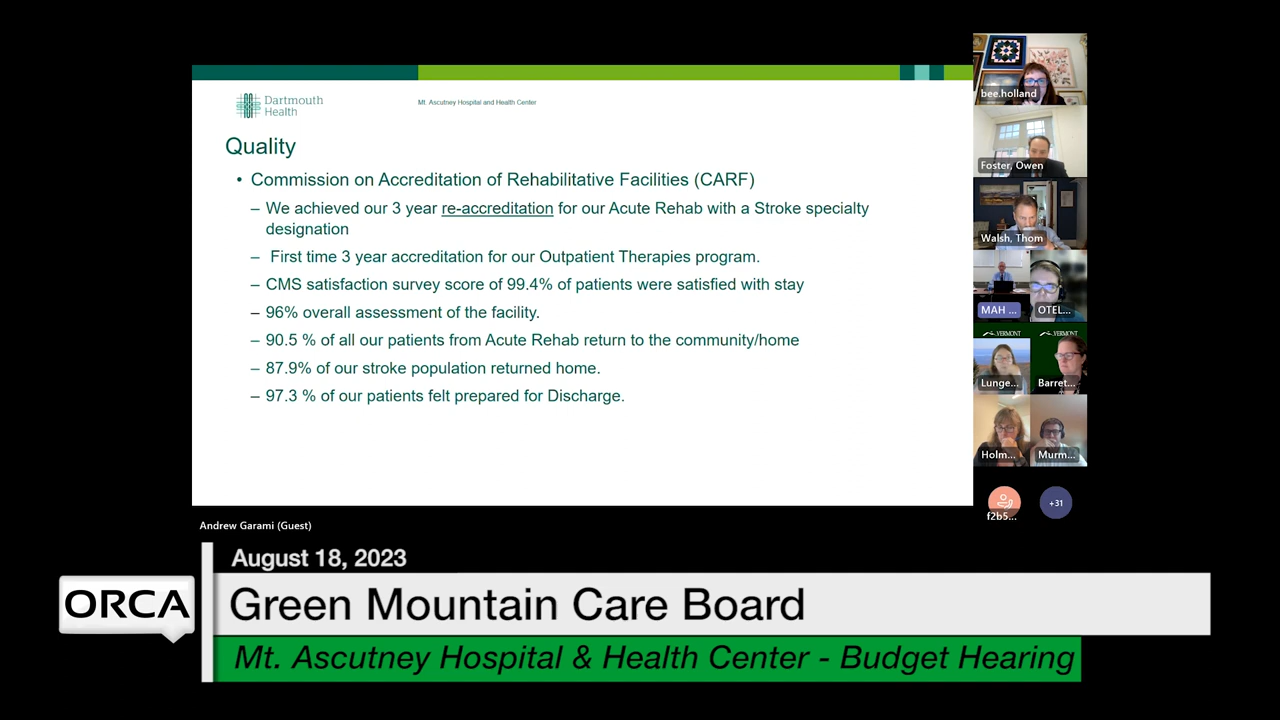 Dartmouth
Health
Mt. Ascutney Hospital and Health Center
Quality
• Commission on Accreditation of Rehabilitative Facilities (CARF)
– We achieved our 3 year re-accreditation for our Acute Rehab with a Stroke specialty
designation
– First time 3 year accreditation for our Outpatient Therapies program.
– CMS satisfaction survey score of 99.4% of patients were satisfied with stay
– 96% overall assessment of the facility.
– 90.5 % of all our patients from Acute Rehab return to the community/home
– 87.9% of our stroke population returned home.
– 97.3 % of our patients felt prepared for Discharge.
bee.holland
Foster, Owen
Walsh, Thom
MAH ...
OTEL...
VERMONT
VERMONT
Lunge...
Barret...
Holm...
Murm...
f2b5...
+31
Andrew Garami (Guest)
August 18, 2023
ORCA
Green Mountain Care Board
Mt. Ascutney Hospital & Health Center - Budget Hearing